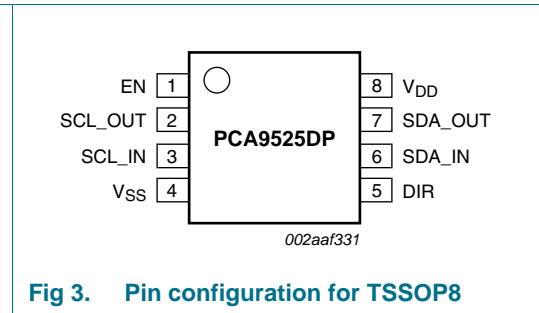 EN 1 8 VDD
SCL_OUT 2 PCA9525DP 7 SDA_OUT
SCL_IN 3 6 SDA_IN
VSS 4 5 DIR
002aaf331
Fig 3. Pin configuration for TSSOP8